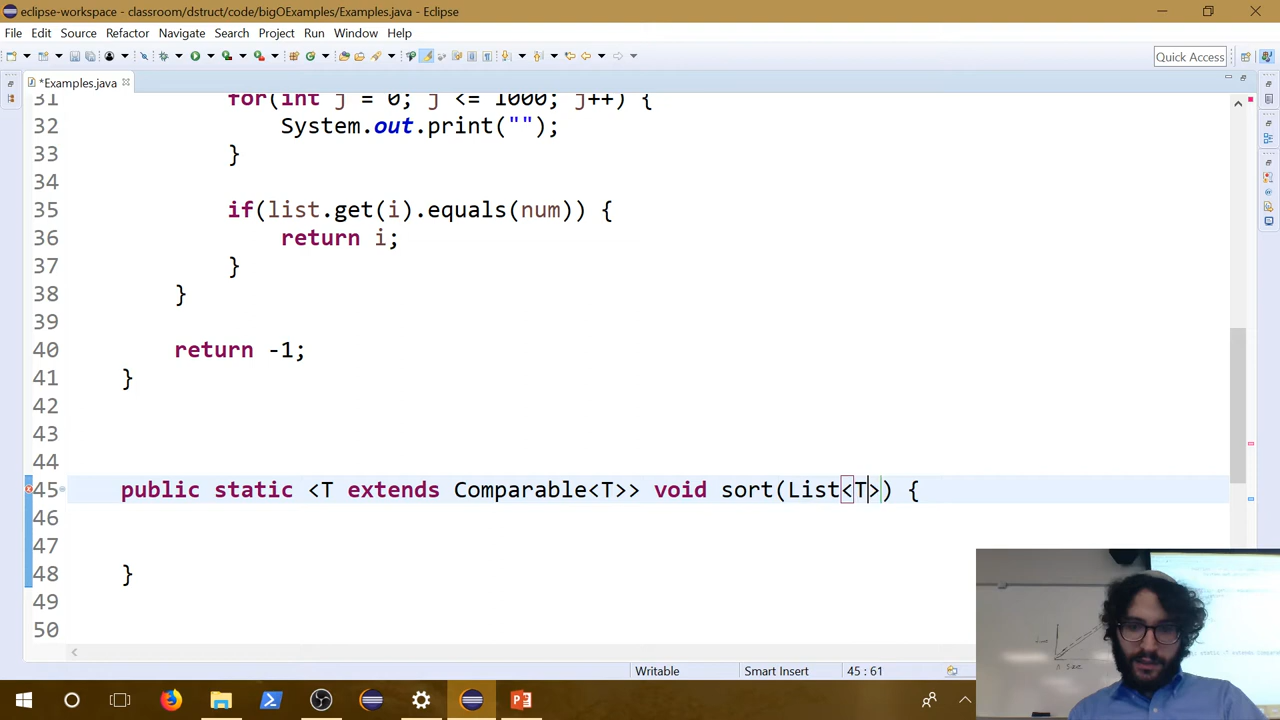 eclipse-workspace - classroom/dstruct/code/bigOExamples/Examples.java - Eclipse
File Edit Source Refactor Navigate Search Project Run Window Help
Quick Access
*Examples.java
31 for(int j = 0; j <= 1000; j++) {
32 System.out.print("");
33 }
34
35 if(list.get(i).equals(num)) {
36 return i;
37 }
38 }
39
40 return -1;
41 }
42
43
44
45 public static <T extends Comparable<T>> void sort(List<T>) {
46
47
48 }
49
50
Writable Smart Insert 45 : 61